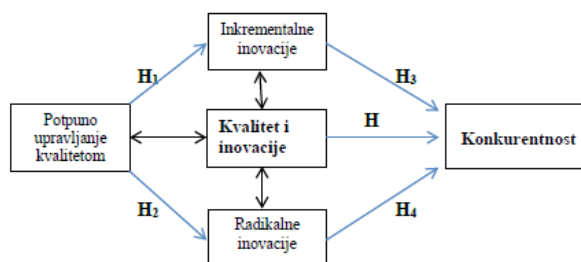 Inkrementalne
inovacije
H₁
H₃
Potpuno
upravljanje
kvalitetom
Kvalitet i
inovacije
H
Konkurentnost
H₂
H₄
Radikalne
inovacije